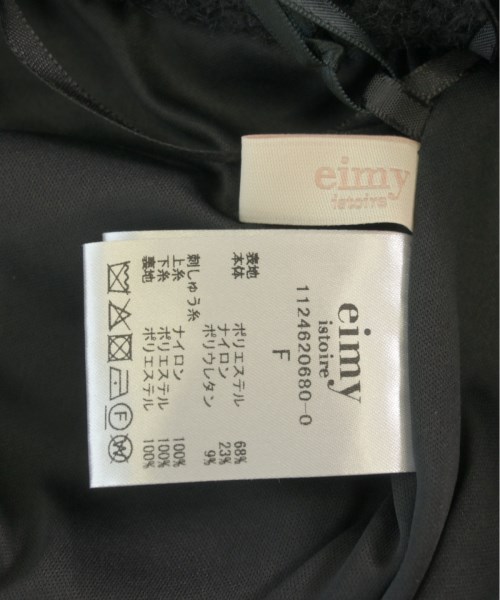 eimy
istoire
eimy
istoire
1124620680-0
F
表地
本体 ポリエステル 68%
ナイロン 23%
ポリウレタン 9%
刺しゅう糸
上糸 ナイロン 100%
下糸 ポリエステル 100%
裏地 ポリエステル 100%
F
W